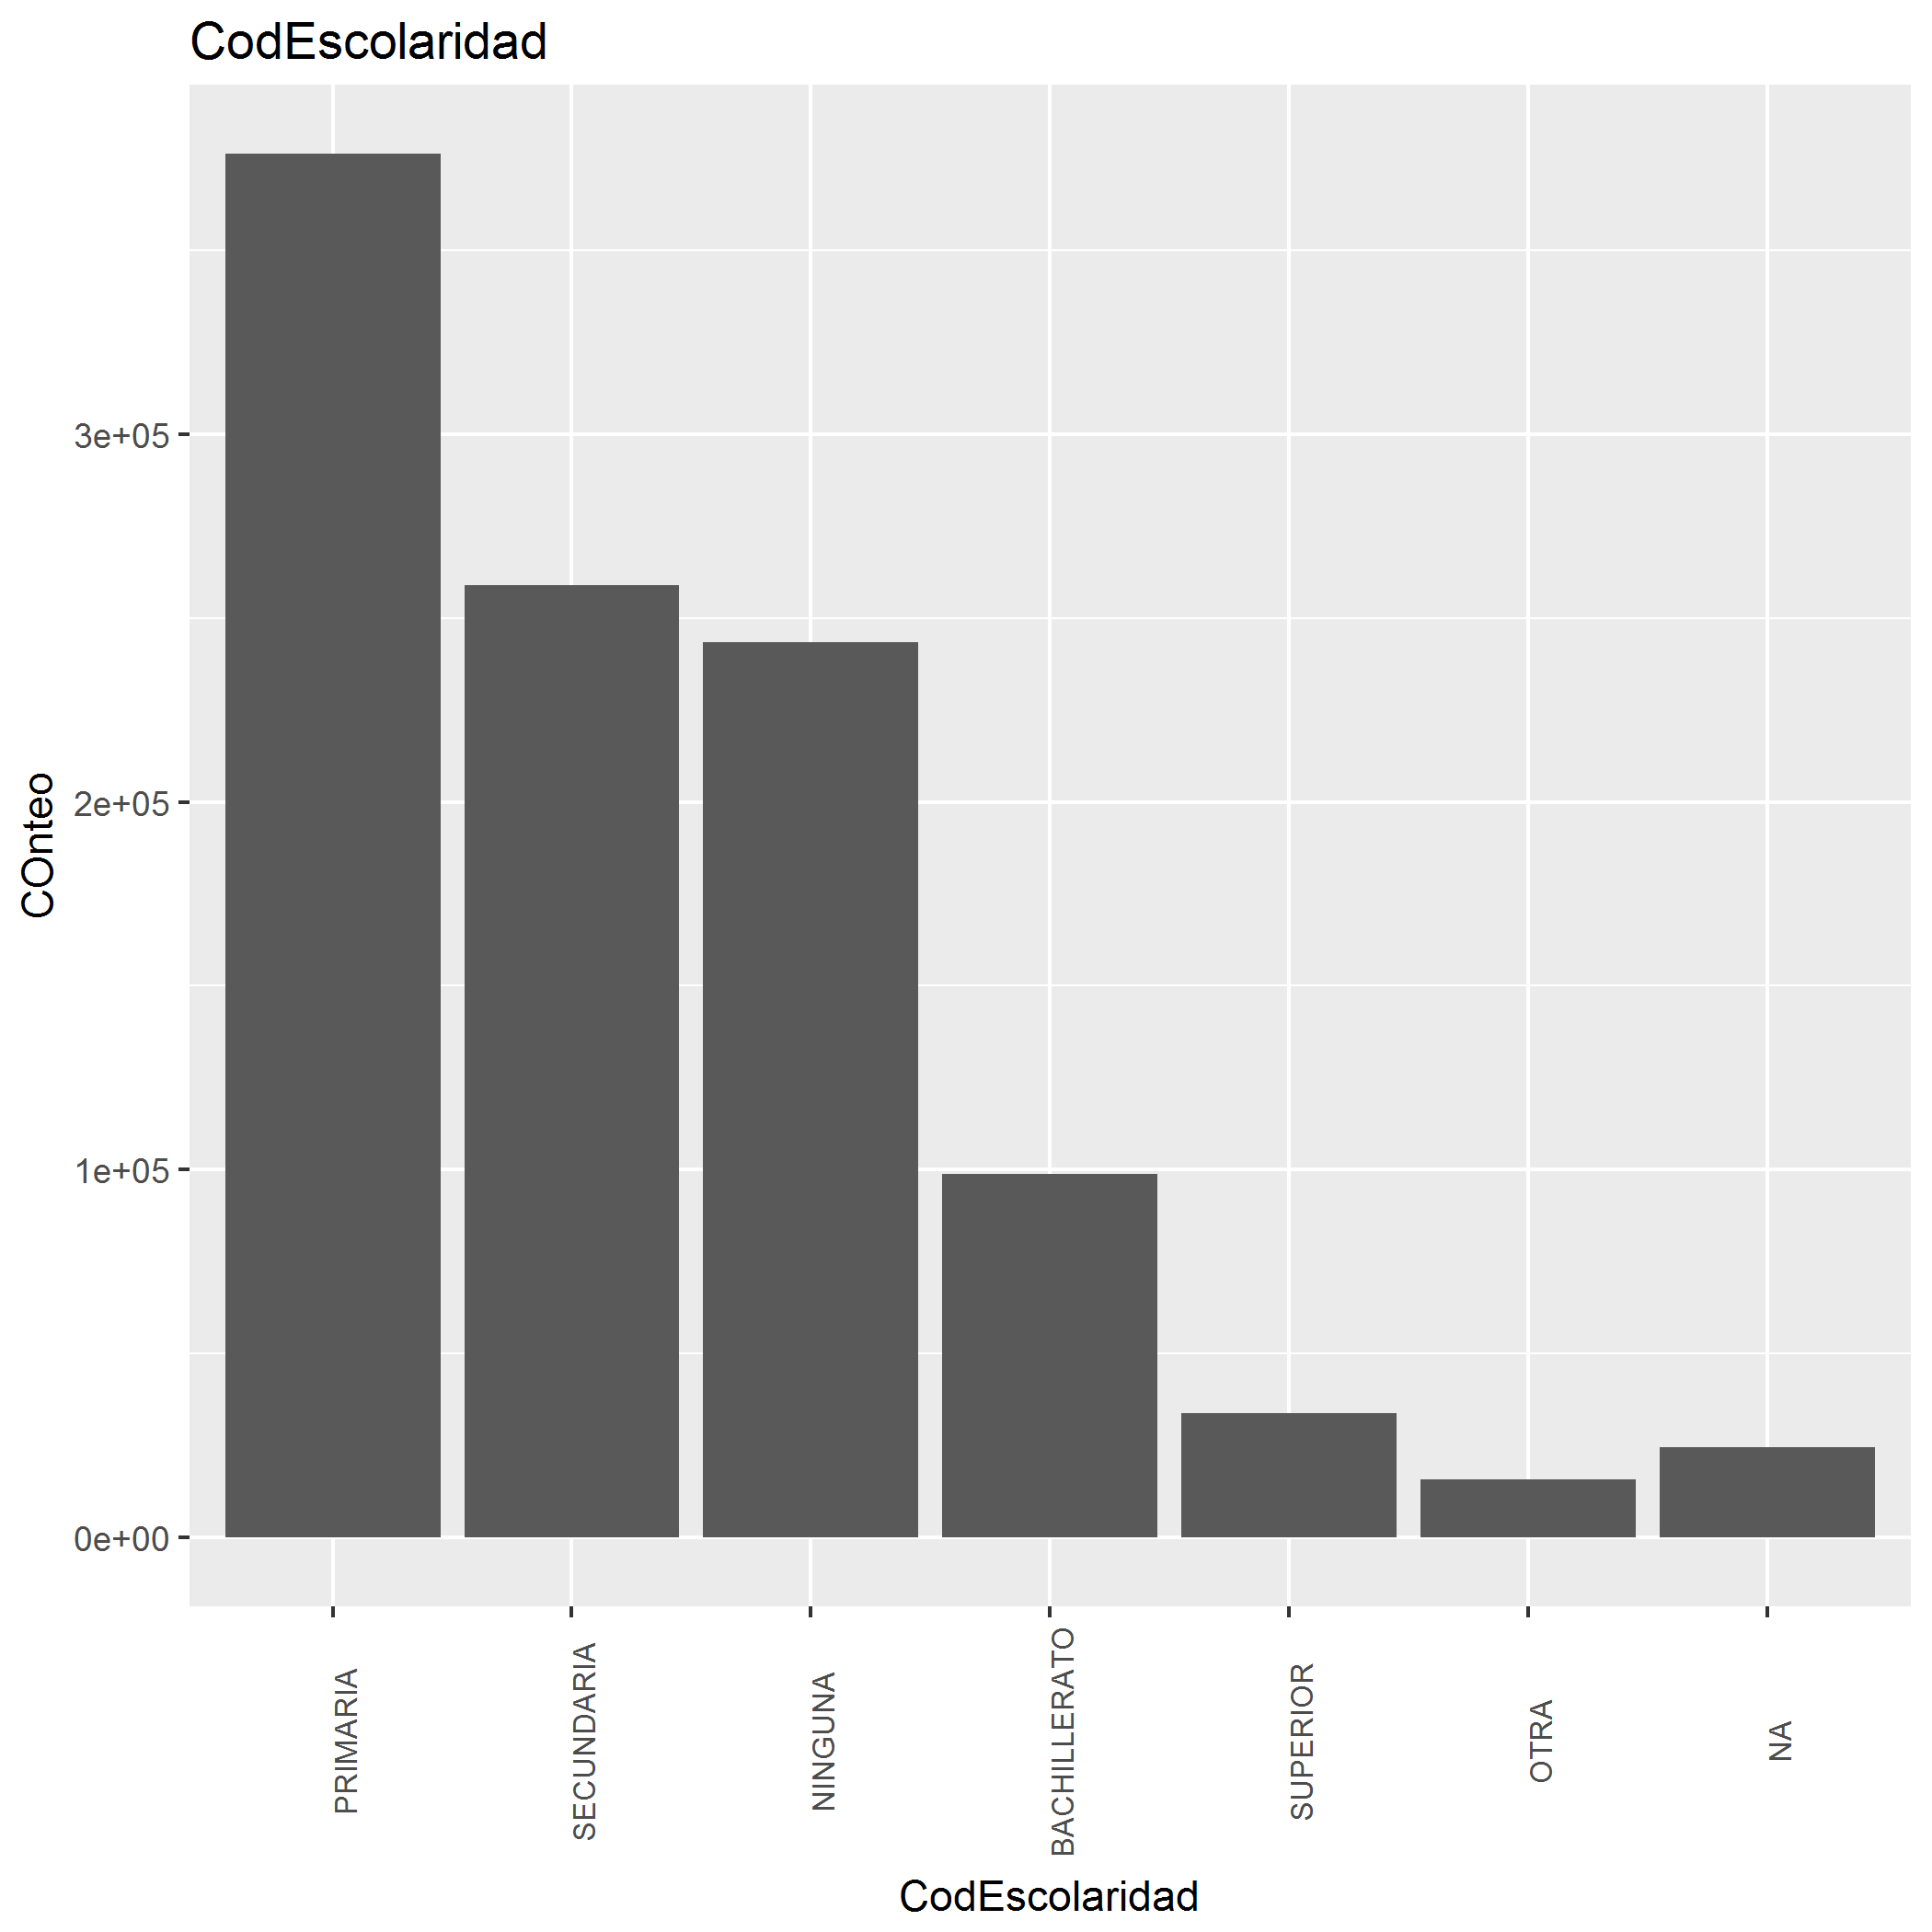 CodEscolaridad
COnteo
3e+05
2e+05
1e+05
0e+00
PRIMARIA
SECUNDARIA
NINGUNA
BACHILLERATO
SUPERIOR
OTRA
NA
CodEscolaridad